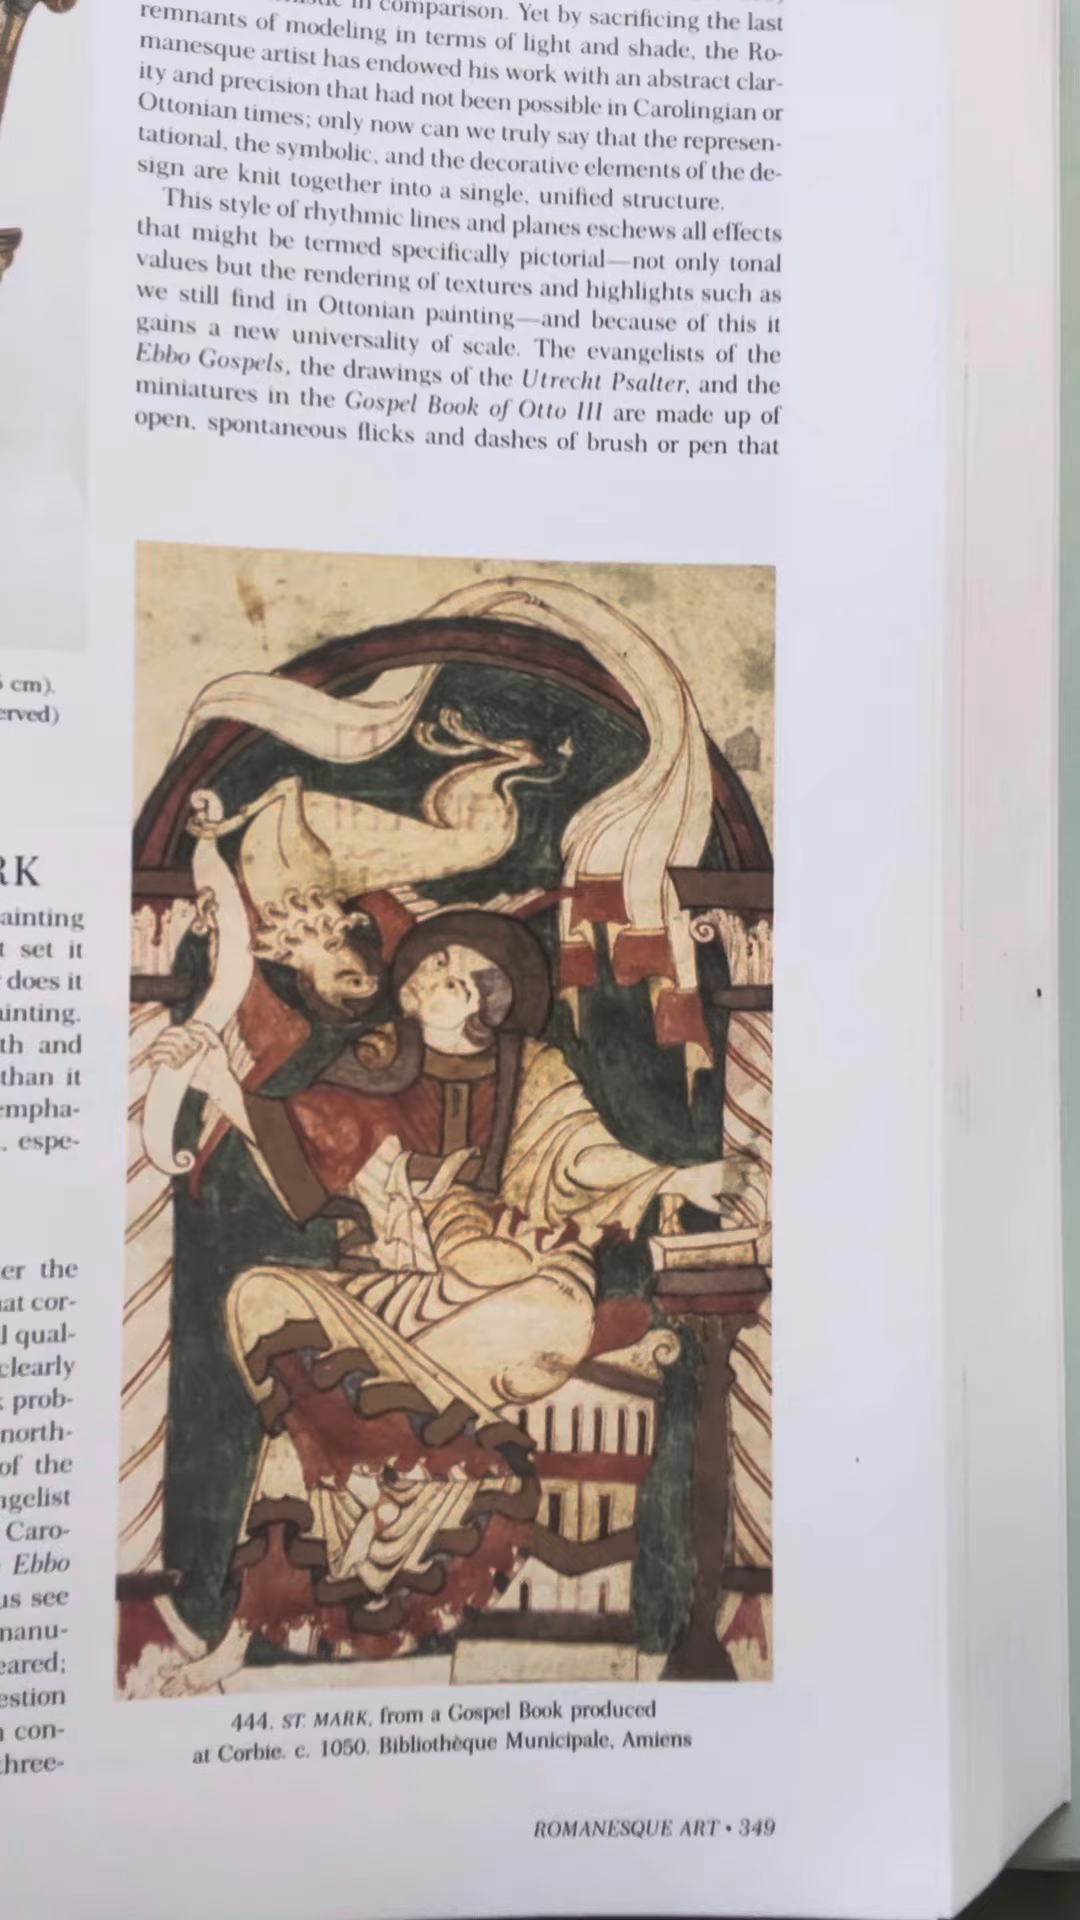 cm).
erved)
RK
ainting
t set it
does it
ainting.
th and
than it
empha-
. espe-
er the
at cor-
l qual-
clearly
prob-
north-
of the
ngelist
Caro-
Ebbo
us see
manu-
eared;
estion
con-
three-
in comparison. Yet by sacrificing the last
remnants of modeling in terms of light and shade, the Ro-
manesque artist has endowed his work with an abstract clar-
ity and precision that had not been possible in Carolingian or
Ottonian times; only now can we truly say that the represen-
tational, the symbolic, and the decorative elements of the de-
sign are knit together into a single, unified structure.
This style of rhythmic lines and planes eschews all effects
that might be termed specifically pictorial—not only tonal
values but the rendering of textures and highlights such as
we still find in Ottonian painting—and because of this it
gains a new universality of scale. The evangelists of the
Ebbo Gospels, the drawings of the Utrecht Psalter, and the
miniatures in the Gospel Book of Otto III are made up of
open, spontaneous flicks and dashes of brush or pen that
444. ST. MARK, from a Gospel Book produced
at Corbie. c. 1050. Bibliothèque Municipale, Amiens
ROMANESQUE ART • 349